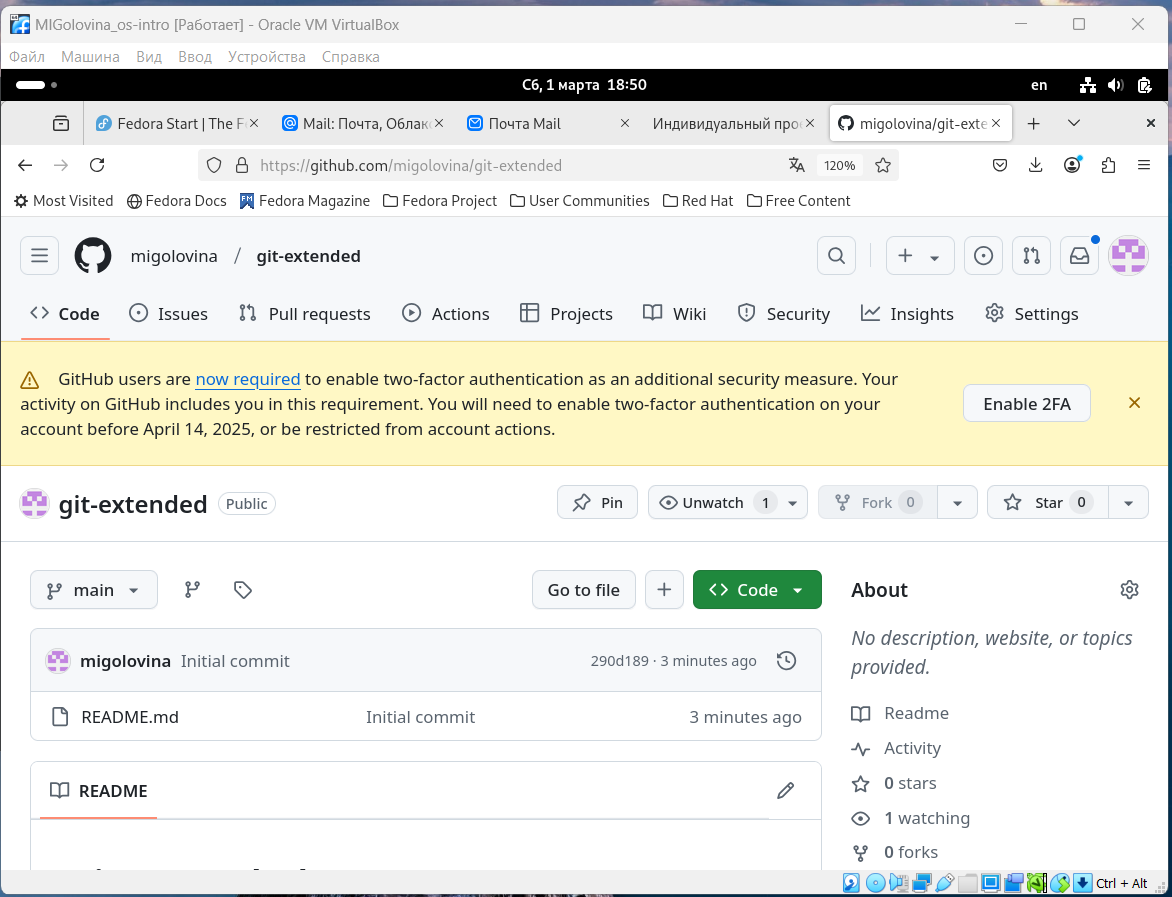 MIGolovina_os-intro [Работает] - Oracle VM VirtualBox
Файл Машина Вид Ввод Устройства Справка
Сб, 1 марта 18:50 en
Fedora Start | The F Mail: Почта, Облак Почта Mail Индивидуальный про migolovina/git-exte
https://github.com/migolovina/git-extended 120%
Most Visited Fedora Docs Fedora Magazine Fedora Project User Communities Red Hat Free Content
migolovina / git-extended
Code Issues Pull requests Actions Projects Wiki Security Insights Settings
GitHub users are now required to enable two-factor authentication as an additional security measure. Your
activity on GitHub includes you in this requirement. You will need to enable two-factor authentication on your
account before April 14, 2025, or be restricted from account actions.
Enable 2FA
git-extended Public Pin Unwatch 1 Fork 0 Star 0
main Go to file Code
migolovina Initial commit 290d189 · 3 minutes ago
README.md Initial commit 3 minutes ago
README
About
No description, website, or topics
provided.
Readme
Activity
0 stars
1 watching
0 forks
Ctrl + Alt